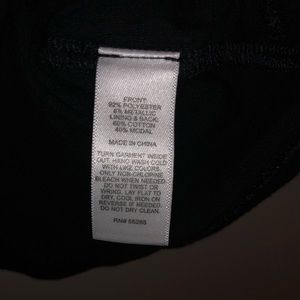 FRONT:
92% POLYESTER
8% METALLIC
LINING & BACK:
60% COTTON
40% MODAL
MADE IN CHINA
TURN GARMENT INSIDE
OUT. HAND WASH COLD
WITH LIKE COLORS.
ONLY NON-CHLORINE
BLEACH WHEN NEEDED.
DO NOT TWIST OR
WRING. LAY FLAT TO
DRY. COOL IRON ON
REVERSE IF NEEDED.
DO NOT DRY CLEAN.
RN#